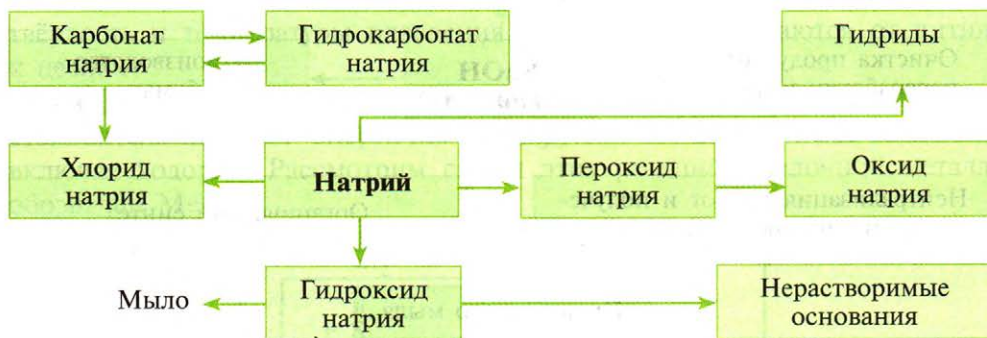 Карбонат
натрия
Гидрокарбонат
натрия
Гидриды
Хлорид
натрия
Натрий
Пероксид
натрия
Оксид
натрия
Мыло
Гидроксид
натрия
Нерастворимые
основания